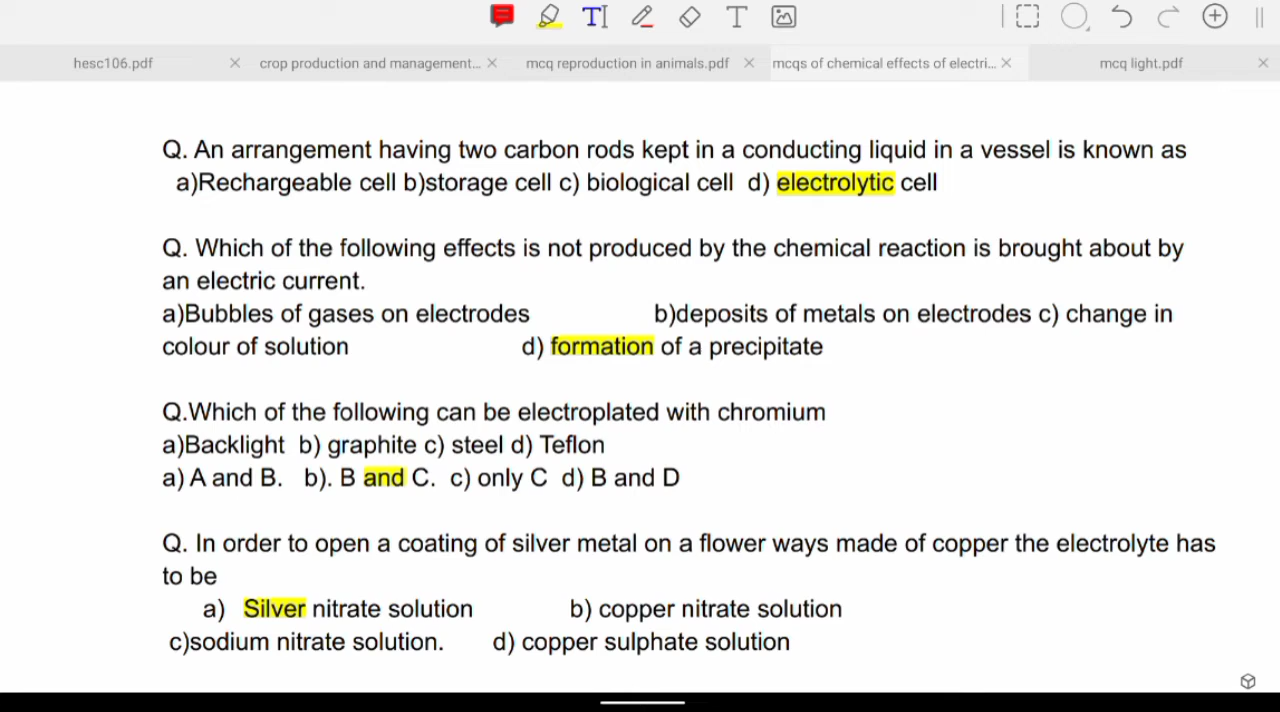 hesc106.pdf crop production and management... mcq reproduction in animals.pdf mcqs of chemical effects of electri... mcq light.pdf
Q. An arrangement having two carbon rods kept in a conducting liquid in a vessel is known as
a)Rechargeable cell b)storage cell c) biological cell d) electrolytic cell
Q. Which of the following effects is not produced by the chemical reaction is brought about by
an electric current.
a)Bubbles of gases on electrodes b)deposits of metals on electrodes c) change in
colour of solution d) formation of a precipitate
Q.Which of the following can be electroplated with chromium
a)Backlight b) graphite c) steel d) Teflon
a) A and B. b). B and C. c) only C d) B and D
Q. In order to open a coating of silver metal on a flower ways made of copper the electrolyte has
to be
a) Silver nitrate solution b) copper nitrate solution
c)sodium nitrate solution. d) copper sulphate solution